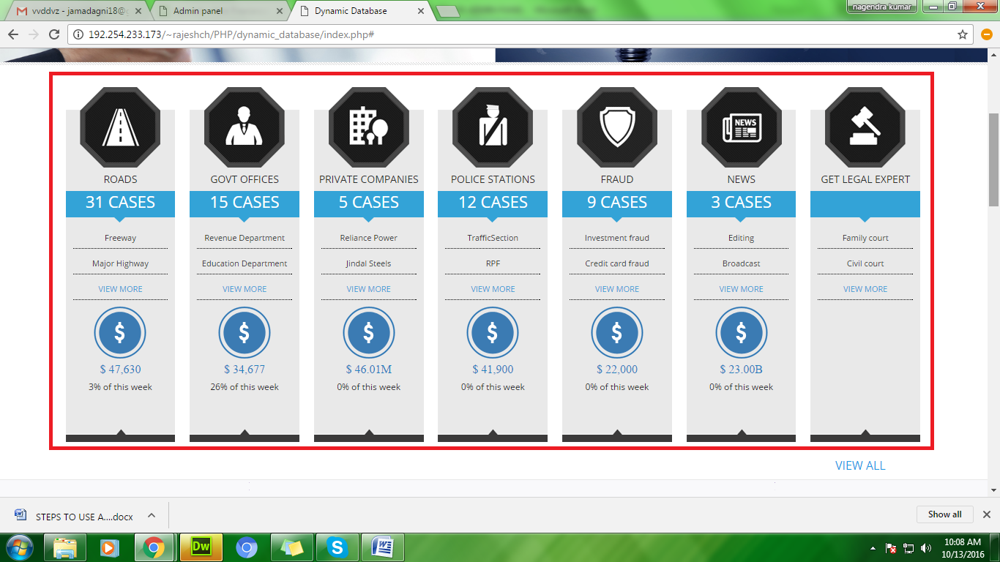 vvddvz - jamadagni18@g
Admin panel
Dynamic Database
nagendra kumar
192.254.233.173/~rajeshch/PHP/dynamic_database/index.php#
NEWS
ROADS GOVT OFFICES PRIVATE COMPANIES POLICE STATIONS FRAUD NEWS GET LEGAL EXPERT
31 CASES 15 CASES 5 CASES 12 CASES 9 CASES 3 CASES
Freeway Revenue Department Reliance Power TrafficSection Investment fraud Editing Family court
Major Highway Education Department Jindal Steels RPF Credit card fraud Broadcast Civil court
VIEW MORE VIEW MORE VIEW MORE VIEW MORE VIEW MORE VIEW MORE VIEW MORE
$ $ $ $ $ $
$ 47,630 $ 34,677 $ 46.01M $ 41,900 $ 22,000 $ 23.00B
3% of this week 26% of this week 0% of this week 0% of this week 0% of this week 0% of this week
VIEW ALL
STEPS TO USE A....docx
Show all
Dw
S
W
10:08 AM
10/13/2016